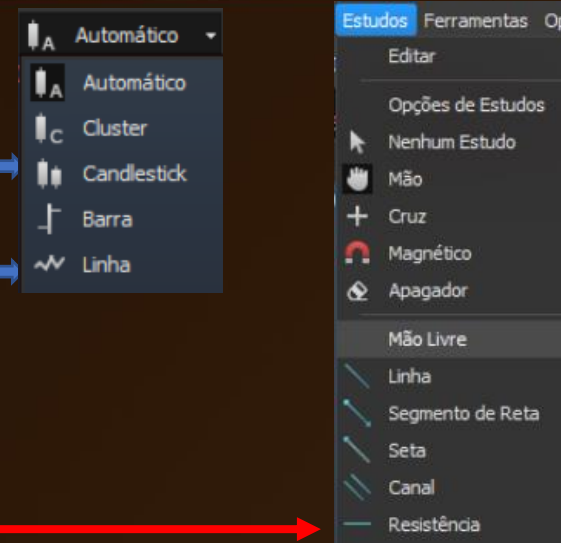 Automático
Automático
Cluster
Candlestick
Barra
Linha
Estudos Ferramentas
Editar
Opções de Estudos
Nenhum Estudo
Mão
Cruz
Magnético
Apagador
Mão Livre
Linha
Segmento de Reta
Seta
Canal
Resistência